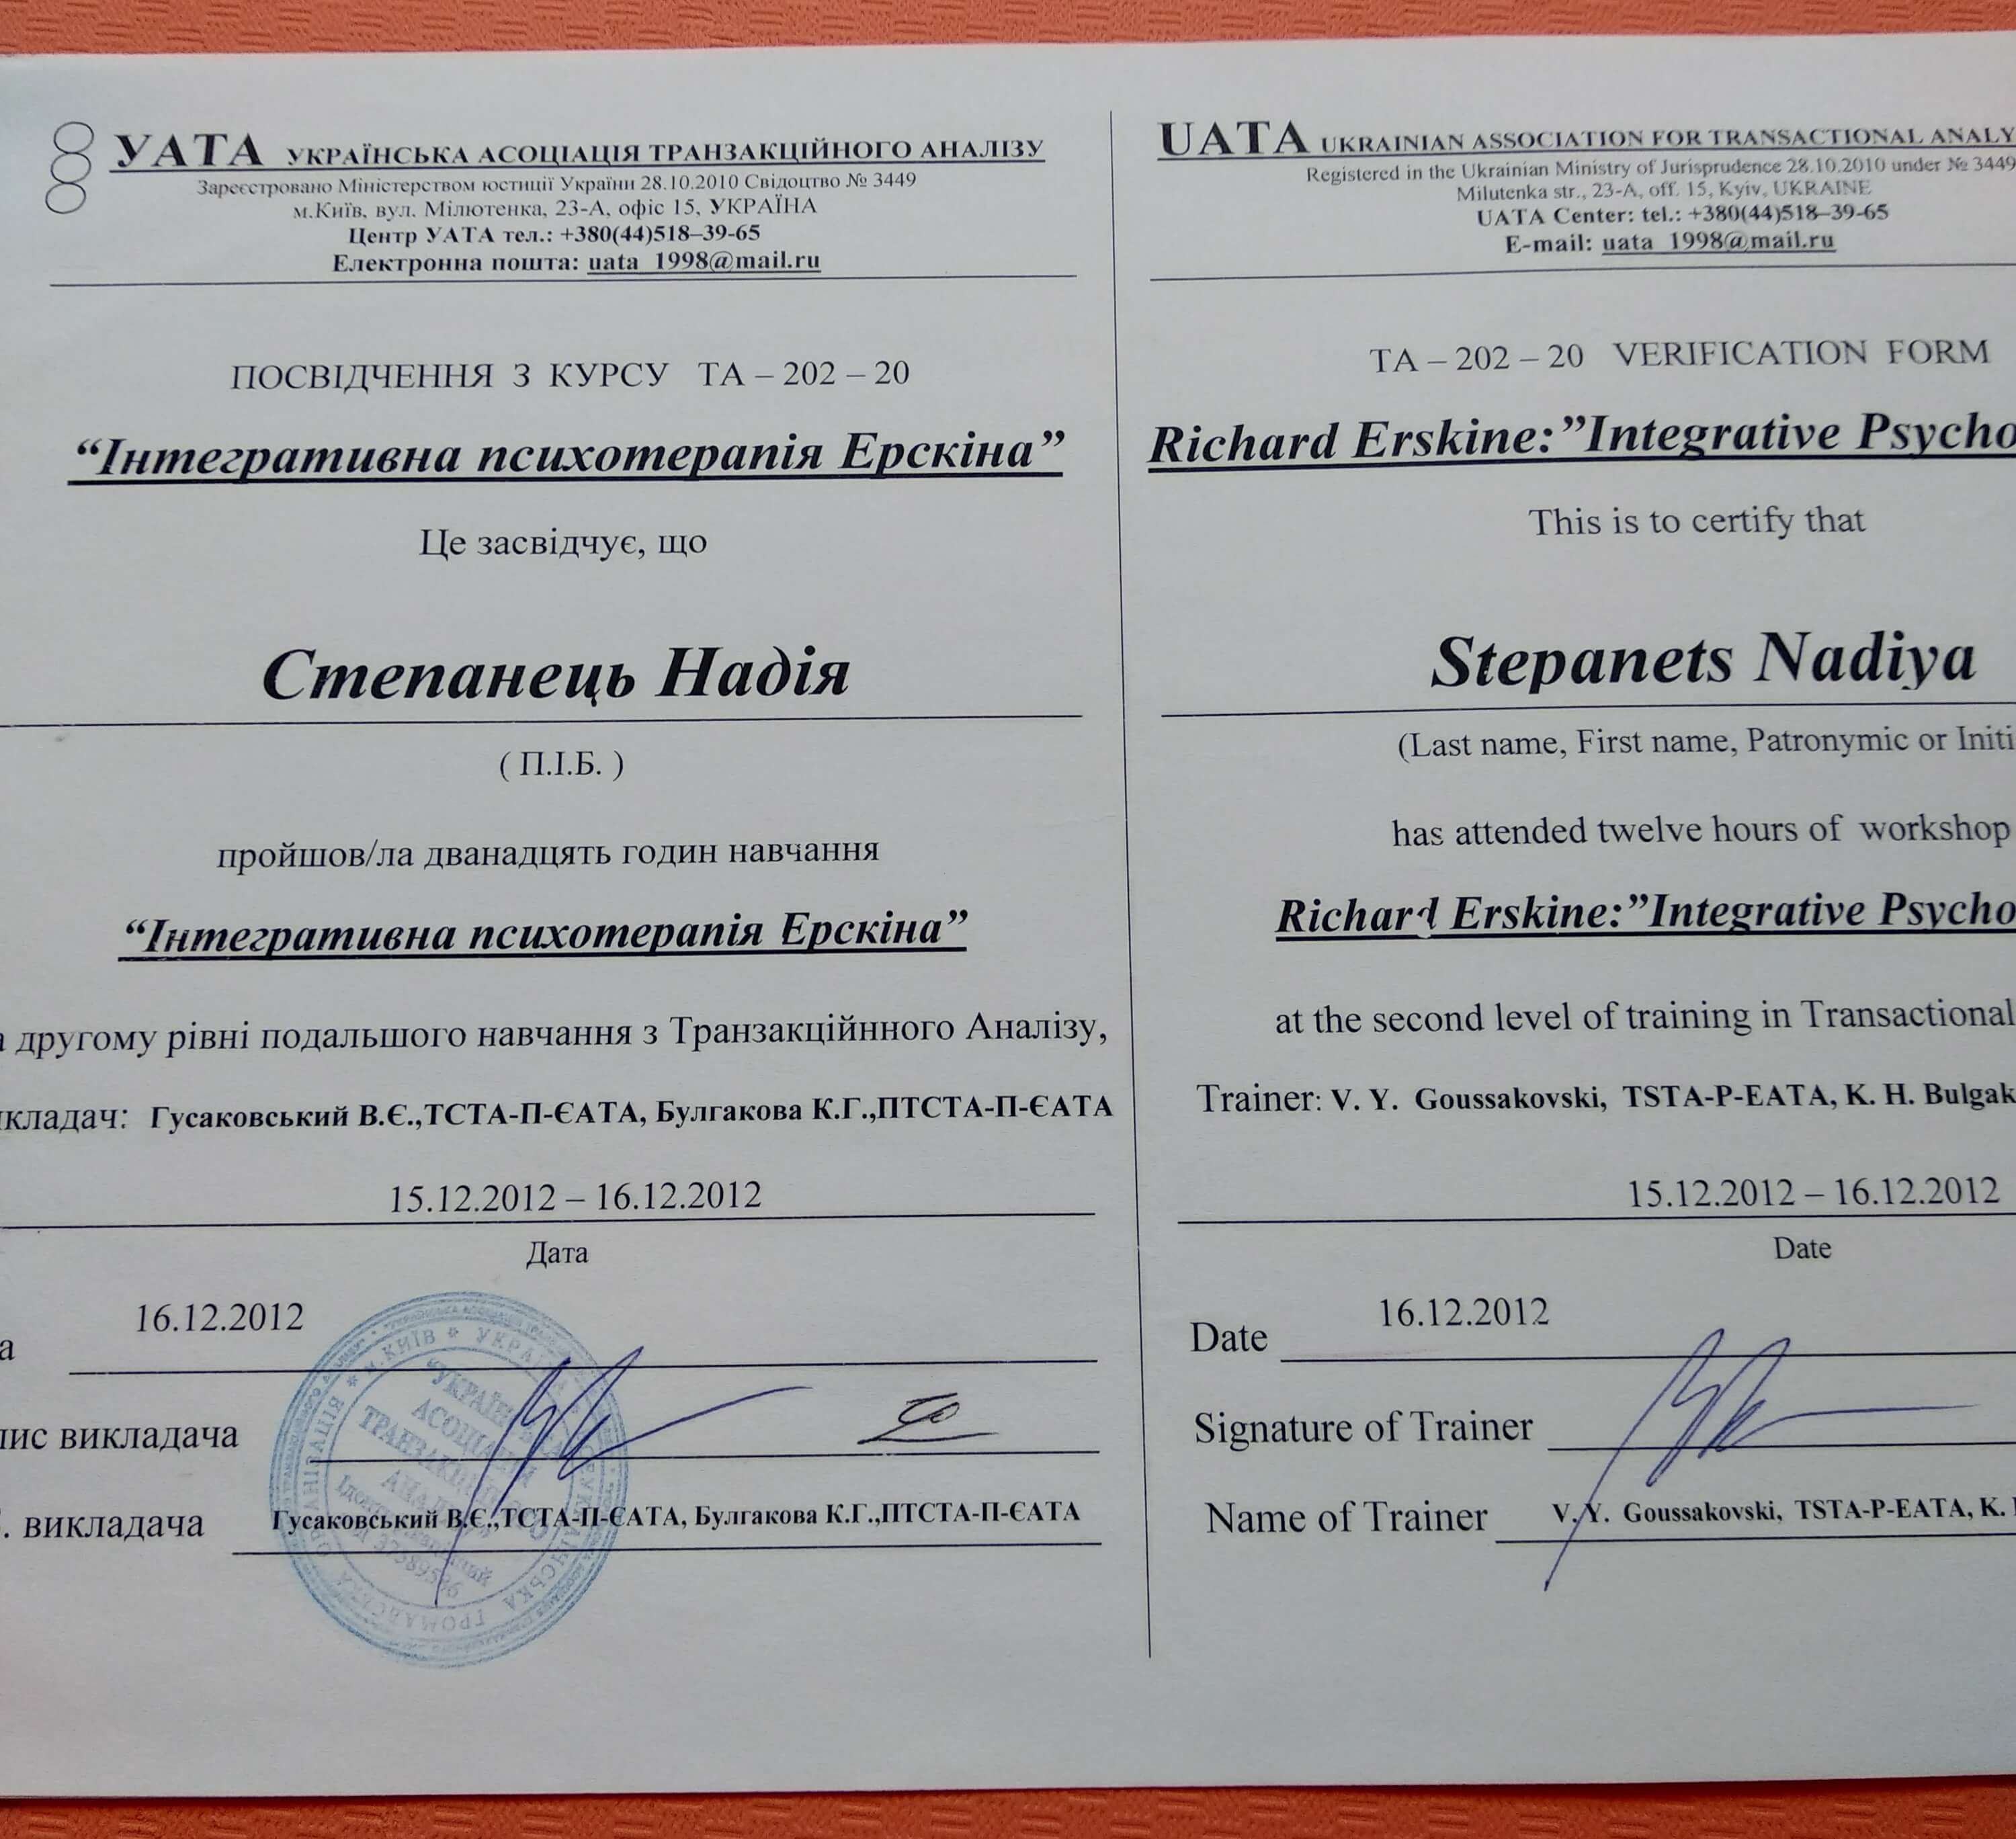 УАТА УКРАЇНСЬКА АСОЦІАЦІЯ ТРАНЗАКЦІЙНОГО АНАЛІЗУ
Зареєстровано Міністерством юстиції України 28.10.2010 Свідоцтво № 3449
м.Київ, вул. Мілютенка, 23-А, офіс 15, УКРАЇНА
Центр УАТА тел.: +380(44)518–39-65
Електронна пошта: uata_1998@mail.ru
ПОСВІДЧЕННЯ З КУРСУ ТА – 202 – 20
“Інтегративна психотерапія Ерскіна”
Це засвідчує, що
Степанець Надія
( П.І.Б. )
пройшов/ла дванадцять годин навчання
“Інтегративна психотерапія Ерскіна”
другому рівні подальшого навчання з Транзакційнного Аналізу,
кладач: Гусаковський В.Є.,ТСТА-П-ЄАТА, Булгакова К.Г.,ПТСТА-П-ЄАТА
15.12.2012 – 16.12.2012
Дата
16.12.2012
а
пис викладача
. викладача Гусаковський В.Є.,ТСТА-П-ЄАТА, Булгакова К.Г.,ПТСТА-П-ЄАТА
м.КИЇВ * УКРАЇНА
“УКРАЇНСЬКА
АСОЦІАЦІЯ
ТРАНЗАКЦІЙНОГО
АНАЛІЗУ”
UATA UKRAINIAN ASSOCIATION FOR TRANSACTIONAL ANALY
Registered in the Ukrainian Ministry of Jurisprudence 28.10.2010 under № 3449
Milutenka str., 23-A, off. 15, Kyiv, UKRAINE
UATA Center: tel.: +380(44)518–39-65
E-mail: uata_1998@mail.ru
TA – 202 – 20 VERIFICATION FORM
Richard Erskine:”Integrative Psycho
This is to certify that
Stepanets Nadiya
(Last name, First name, Patronymic or Initi
has attended twelve hours of workshop
Richard Erskine:”Integrative Psycho
at the second level of training in Transactional
Trainer: V. Y. Goussakovski, TSTA-P-EATA, K. H. Bulgak
15.12.2012 – 16.12.2012
Date
Date 16.12.2012
Signature of Trainer
Name of Trainer V. Y. Goussakovski, TSTA-P-EATA, K.